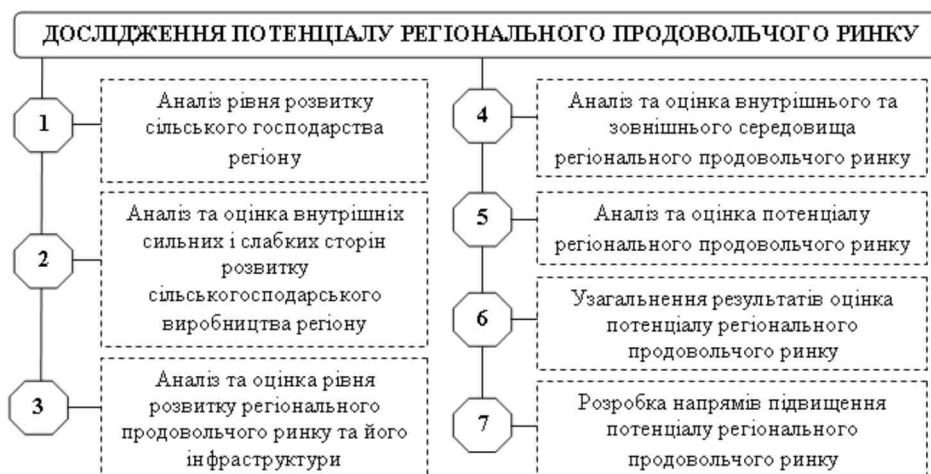 ДОСЛІДЖЕННЯ ПОТЕНЦІАЛУ РЕГІОНАЛЬНОГО ПРОДОВОЛЬЧОГО РИНКУ
1
Аналіз рівня розвитку
сільського господарства
регіону
2
Аналіз та оцінка внутрішніх
сильних і слабких сторін
розвитку
сільськогосподарського
виробництва регіону
3
Аналіз та оцінка рівня
розвитку регіонального
продовольчого ринку та його
інфраструктури
4
Аналіз та оцінка внутрішнього та
зовнішнього середовища
регіонального продовольчого ринку
5
Аналіз та оцінка потенціалу
регіонального продовольчого ринку
6
Узагальнення результатів оцінка
потенціалу регіонального
продовольчого ринку
7
Розробка напрямів підвищення
потенціалу регіонального
продовольчого ринку